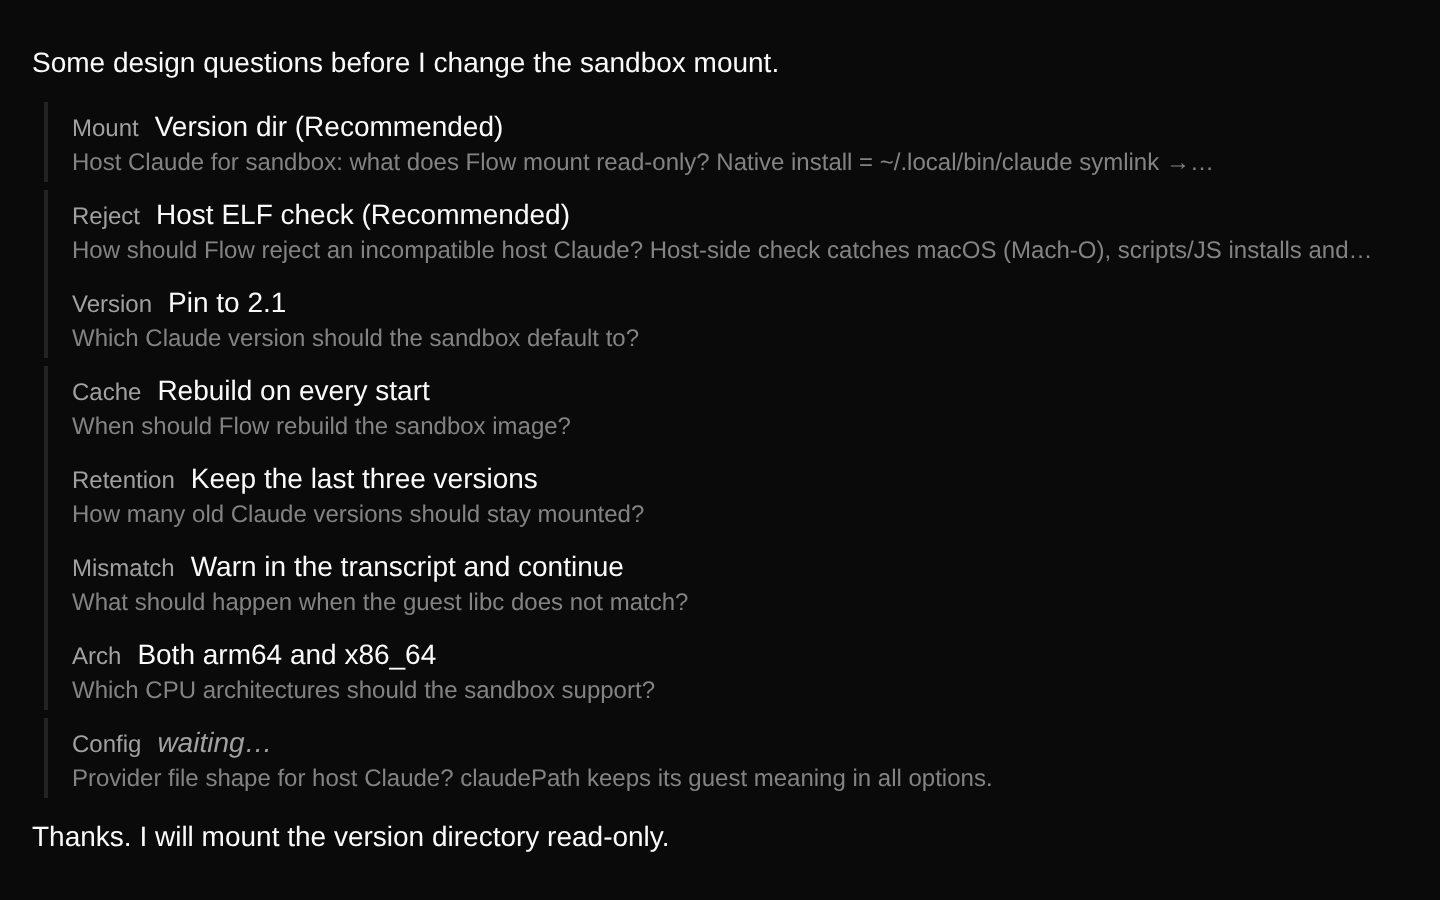 Some design questions before I change the sandbox mount.
Mount Version dir (Recommended)
Host Claude for sandbox: what does Flow mount read-only? Native install = ~/.local/bin/claude symlink →…
Reject Host ELF check (Recommended)
How should Flow reject an incompatible host Claude? Host-side check catches macOS (Mach-O), scripts/JS installs and…
Version Pin to 2.1
Which Claude version should the sandbox default to?
Cache Rebuild on every start
When should Flow rebuild the sandbox image?
Retention Keep the last three versions
How many old Claude versions should stay mounted?
Mismatch Warn in the transcript and continue
What should happen when the guest libc does not match?
Arch Both arm64 and x86_64
Which CPU architectures should the sandbox support?
Config waiting…
Provider file shape for host Claude? claudePath keeps its guest meaning in all options.
Thanks. I will mount the version directory read-only.